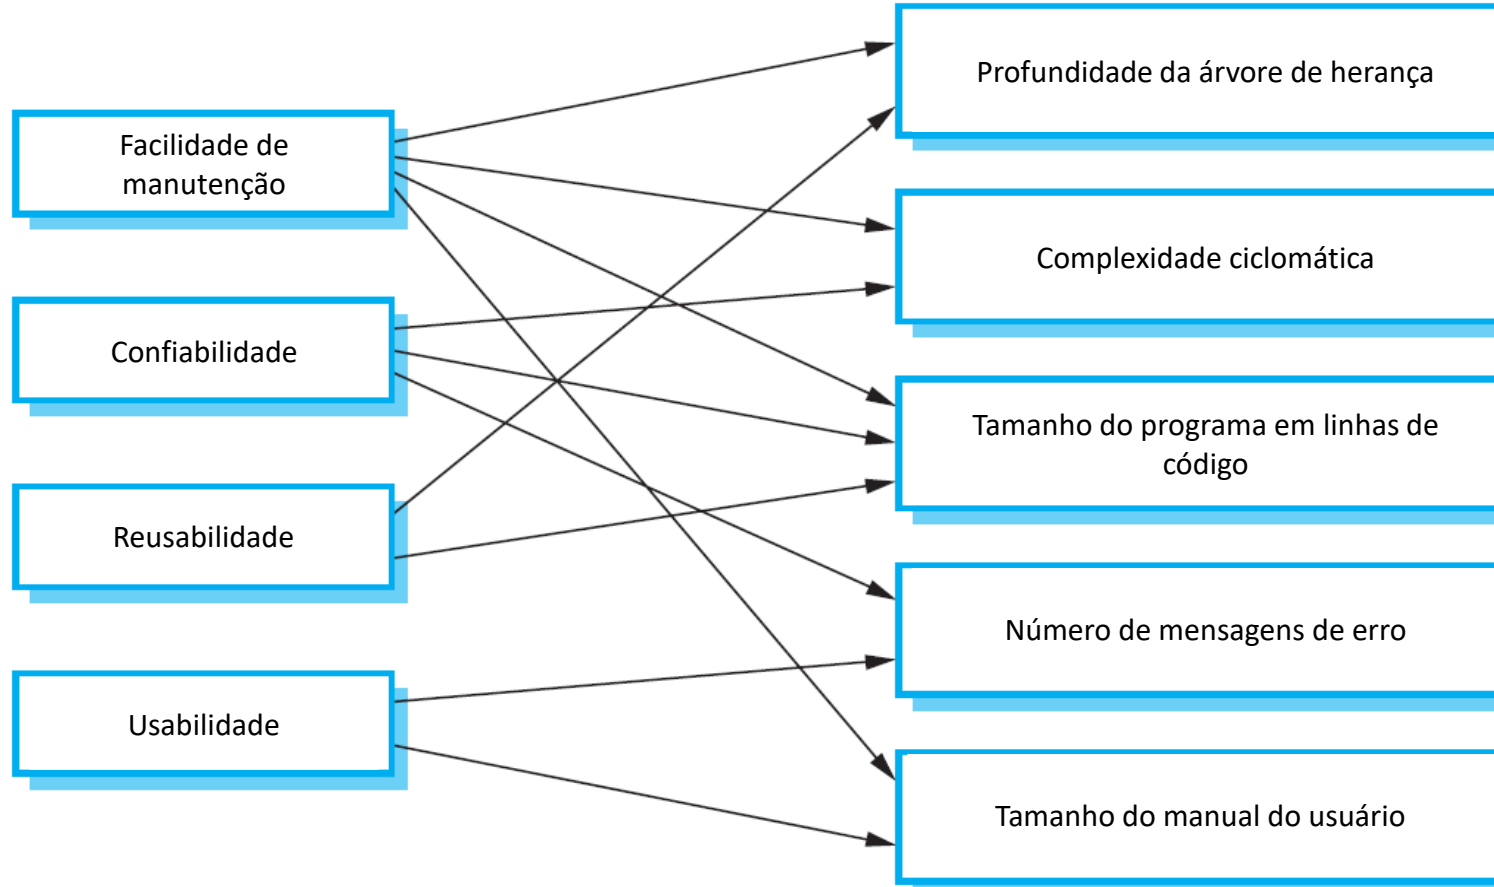 Facilidade de
manutenção
Confiabilidade
Reusabilidade
Usabilidade
Profundidade da árvore de herança
Complexidade ciclomática
Tamanho do programa em linhas de
código
Número de mensagens de erro
Tamanho do manual do usuário